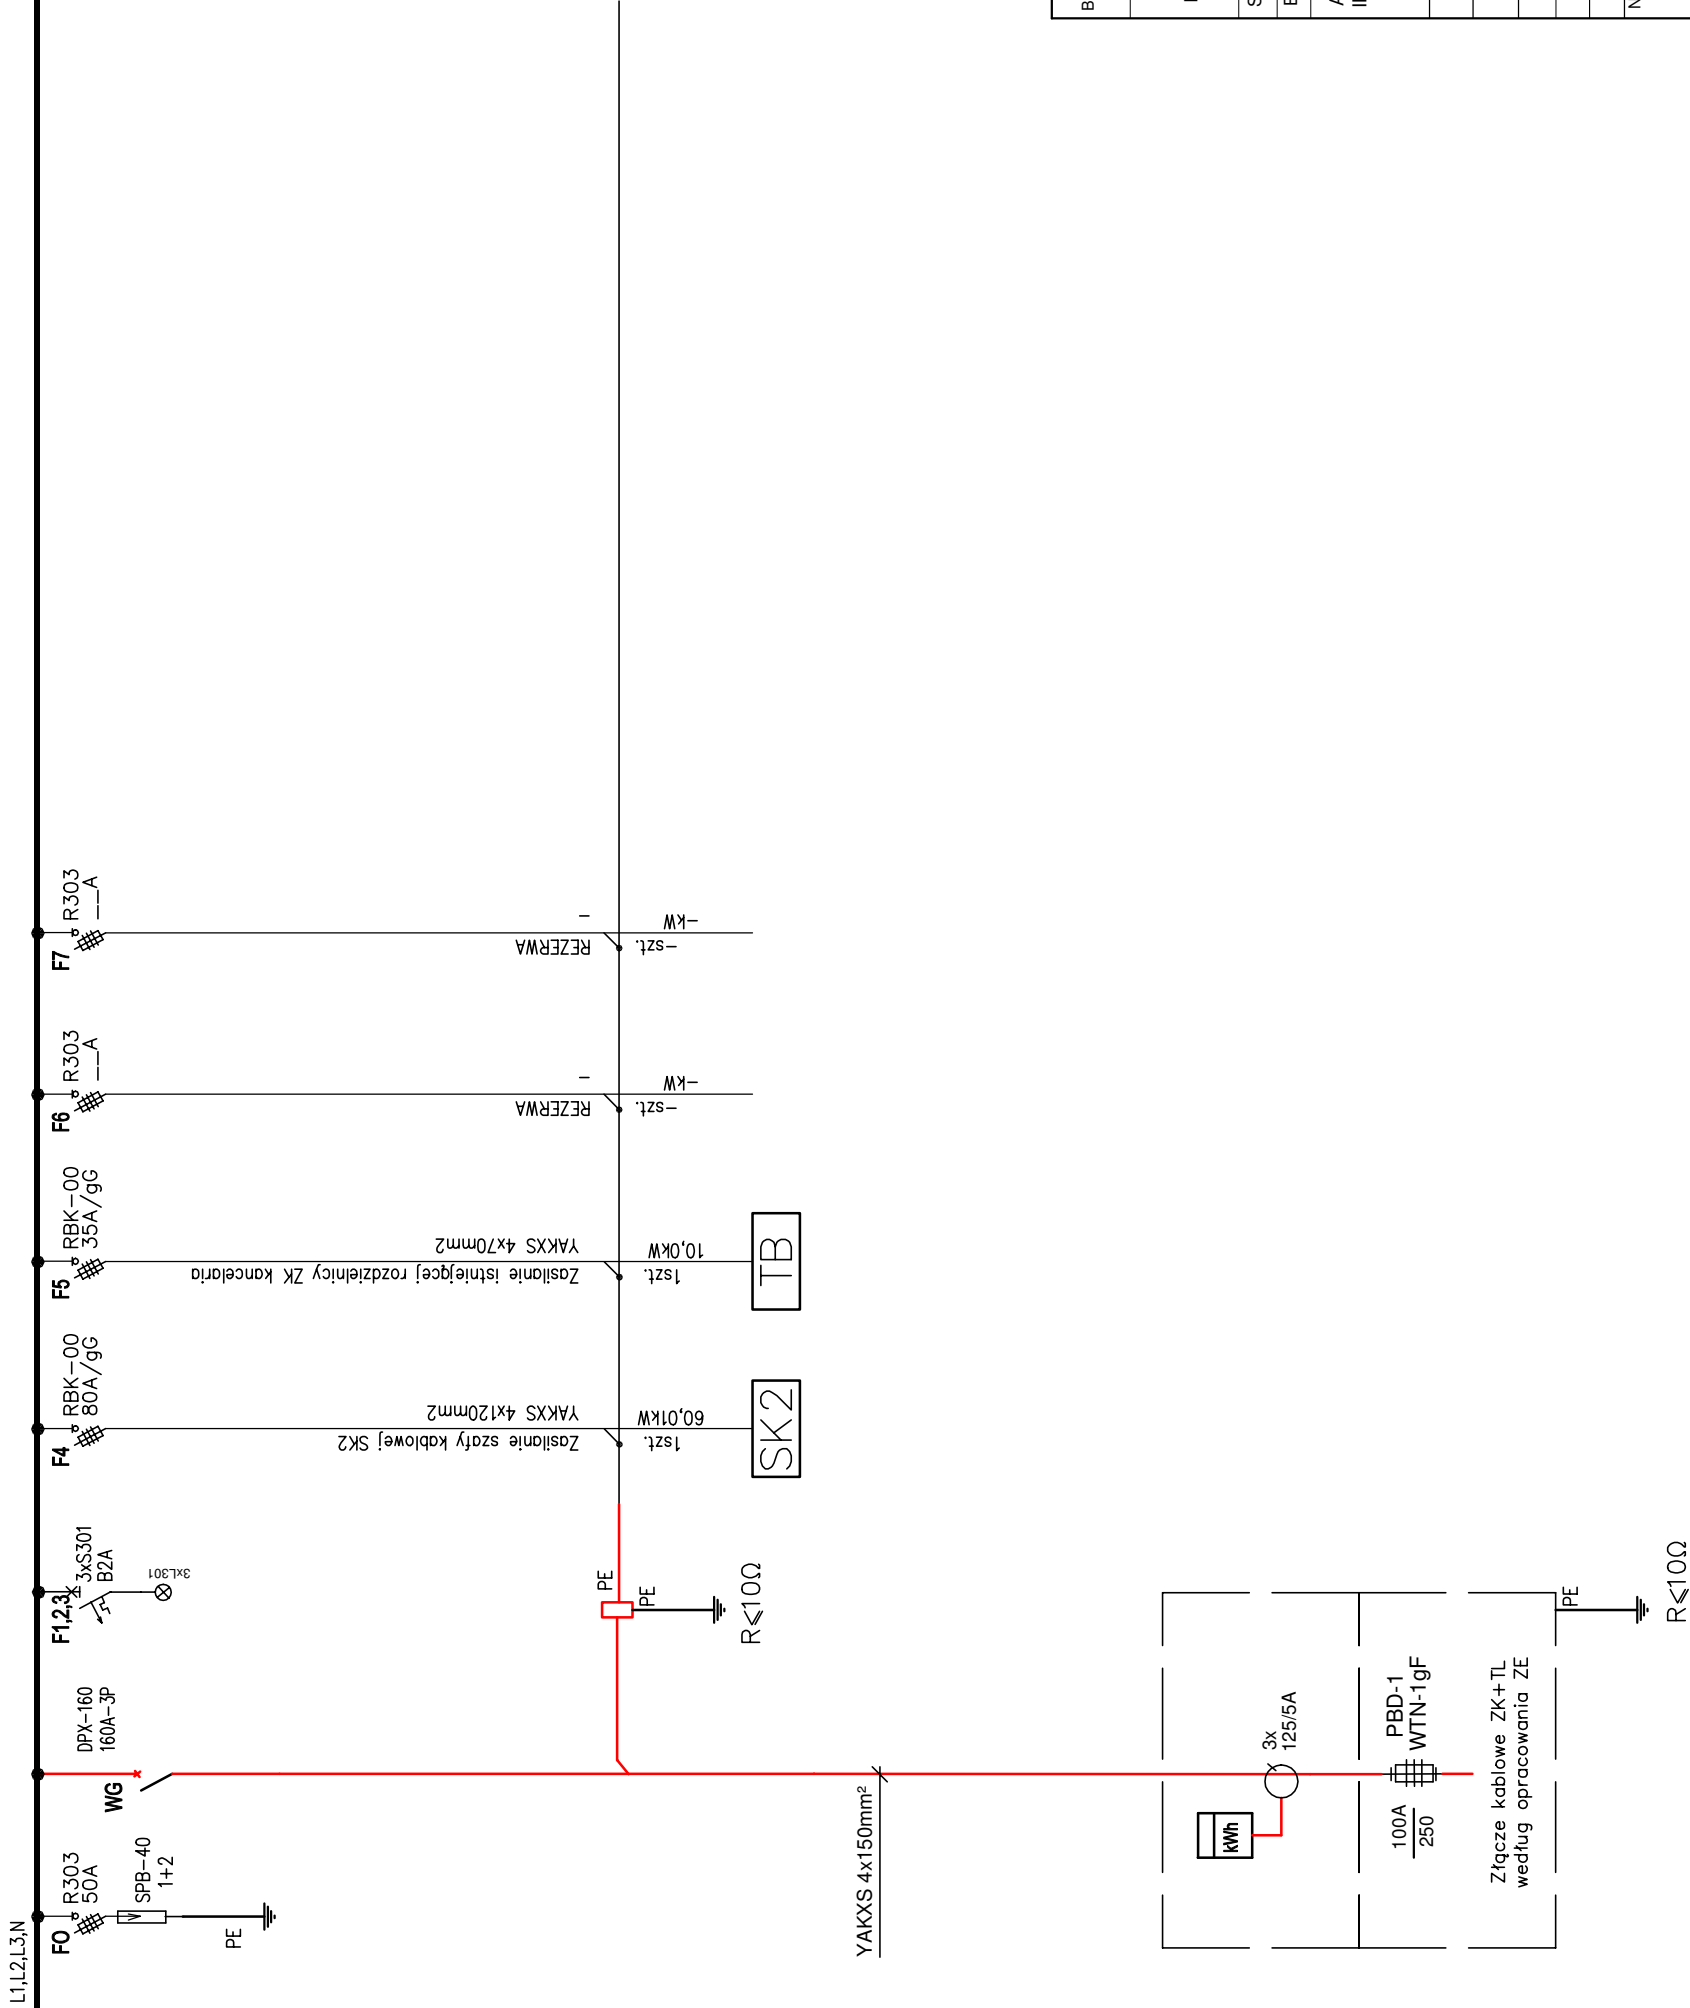 L1,L2,L3,N
F0
R303
50A
SPB-40
1+2
PE
WG
DPX-160
160A-3P
F1,2,3
3xS301
B2A
3xL301
F4
RBK-00
80A/gG
Zasilanie szafy kablowej SK2
YAKXS 4x120mm2
1szt.
60,01kW
SK2
F5
RBK-00
35A/gG
Zasilanie istniejącej rozdzielnicy ZK kancelaria
YAKXS 4x70mm2
1szt.
10,0kW
TB
F6
R303
__A
REZERWA
-
-szt.
-kW
F7
R303
__A
REZERWA
-
-szt.
-kW
PE
PE
R⩽10Ω
YAKXS 4x150mm²
kWh
3x
125/5A
PBD-1
WTN-1gF
100A
250
Złącze kablowe ZK+TL
według opracowania ZE
PE
R⩽10Ω